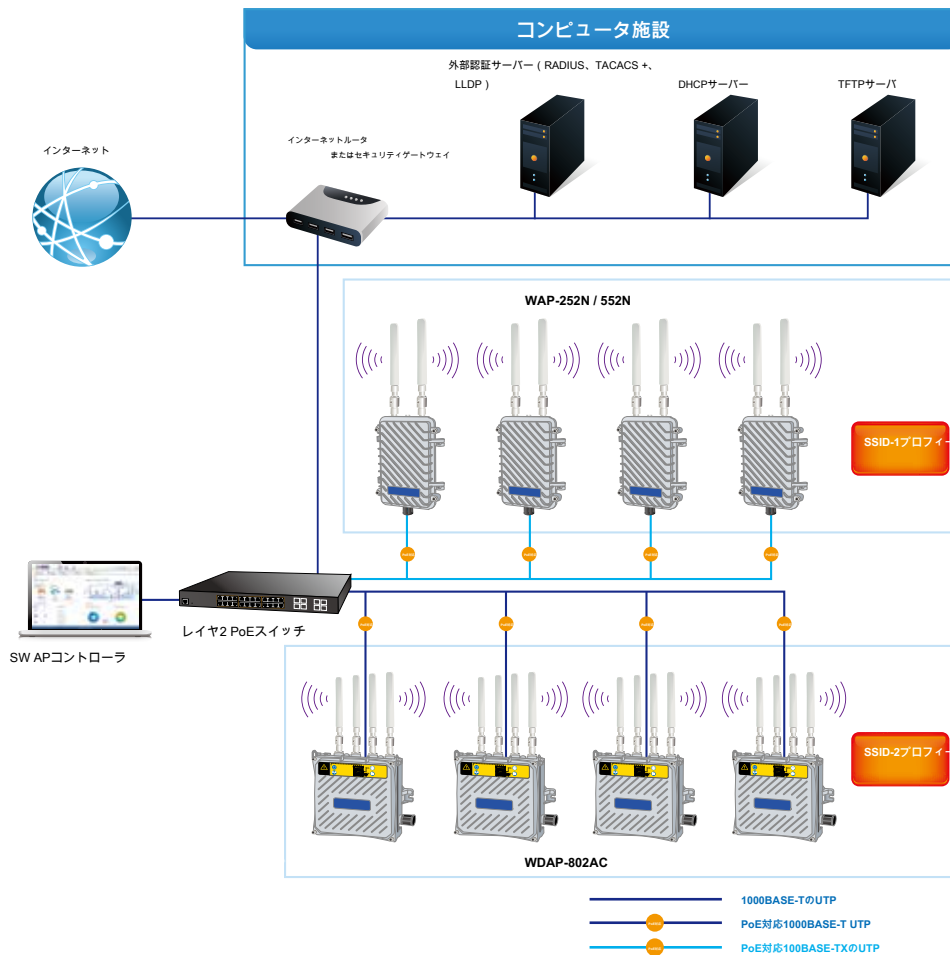 コンピュータ施設
外部認証サーバー ( RADIUS、TACACS +、
LLDP )
DHCPサーバー
TFTPサーバ
インターネットルータ
またはセキュリティゲートウェイ
インターネット
WAP-252N / 552N
SSID-1プロフィー
レイヤ2 PoEスイッチ
SW APコントローラ
SSID-2プロフィー
WDAP-802AC
1000BASE-TのUTP
PoE対応1000BASE-T UTP
PoE対応100BASE-TXのUTP